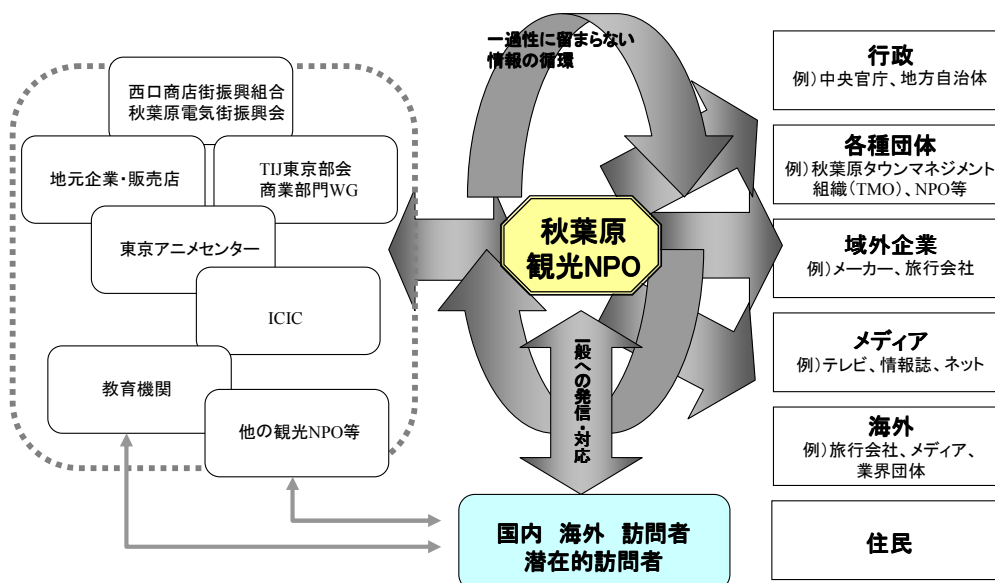 一過性に留まらない
情報の循環
西口商店街振興組合
秋葉原電気街振興会
地元企業・販売店
TIJ東京部会
商業部門WG
東京アニメセンター
ICIC
教育機関
他の観光NPO等
秋葉原
観光NPO
一般への発信・対応
国内 海外 訪問者
潜在的訪問者
行政
例)中央官庁、地方自治体
各種団体
例)秋葉原タウンマネジメント
組織(TMO)、NPO等
域外企業
例)メーカー、旅行会社
メディア
例)テレビ、情報誌、ネット
海外
例)旅行会社、メディア、
業界団体
住民